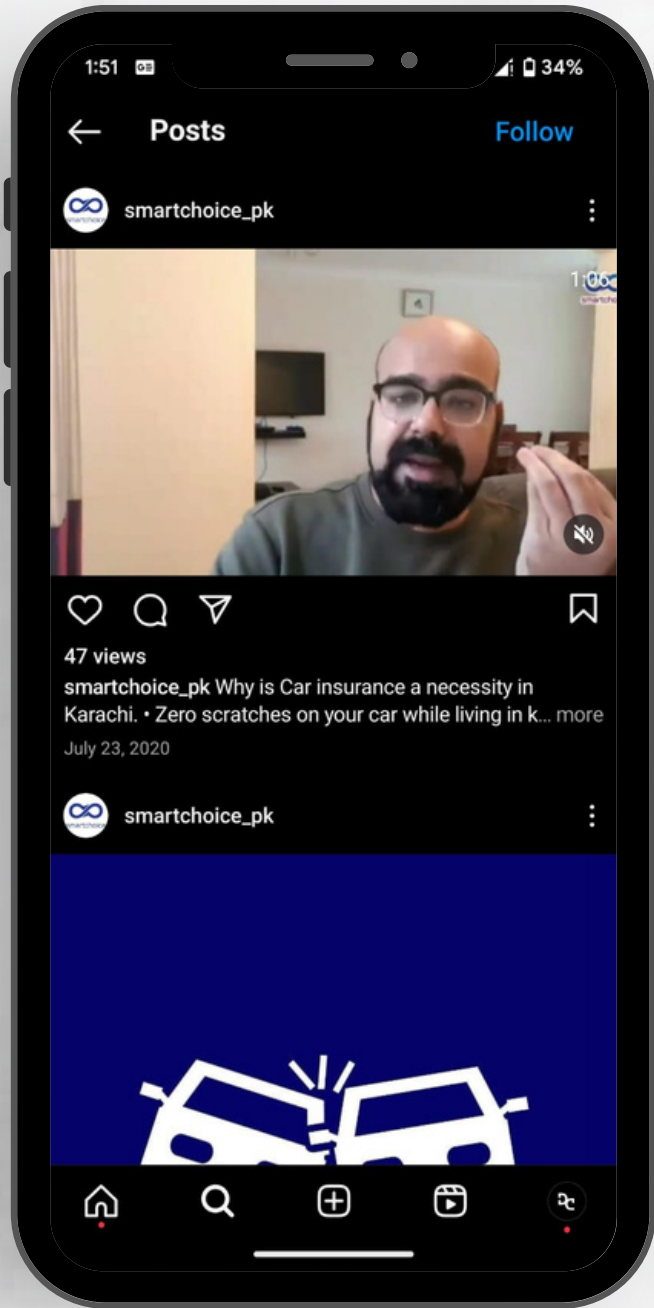 1:51 GE 34%
Posts Follow
smartchoice_pk
1:06
47 views
smartchoice_pk Why is Car insurance a necessity in
Karachi. • Zero scratches on your car while living in k... more
July 23, 2020
smartchoice_pk